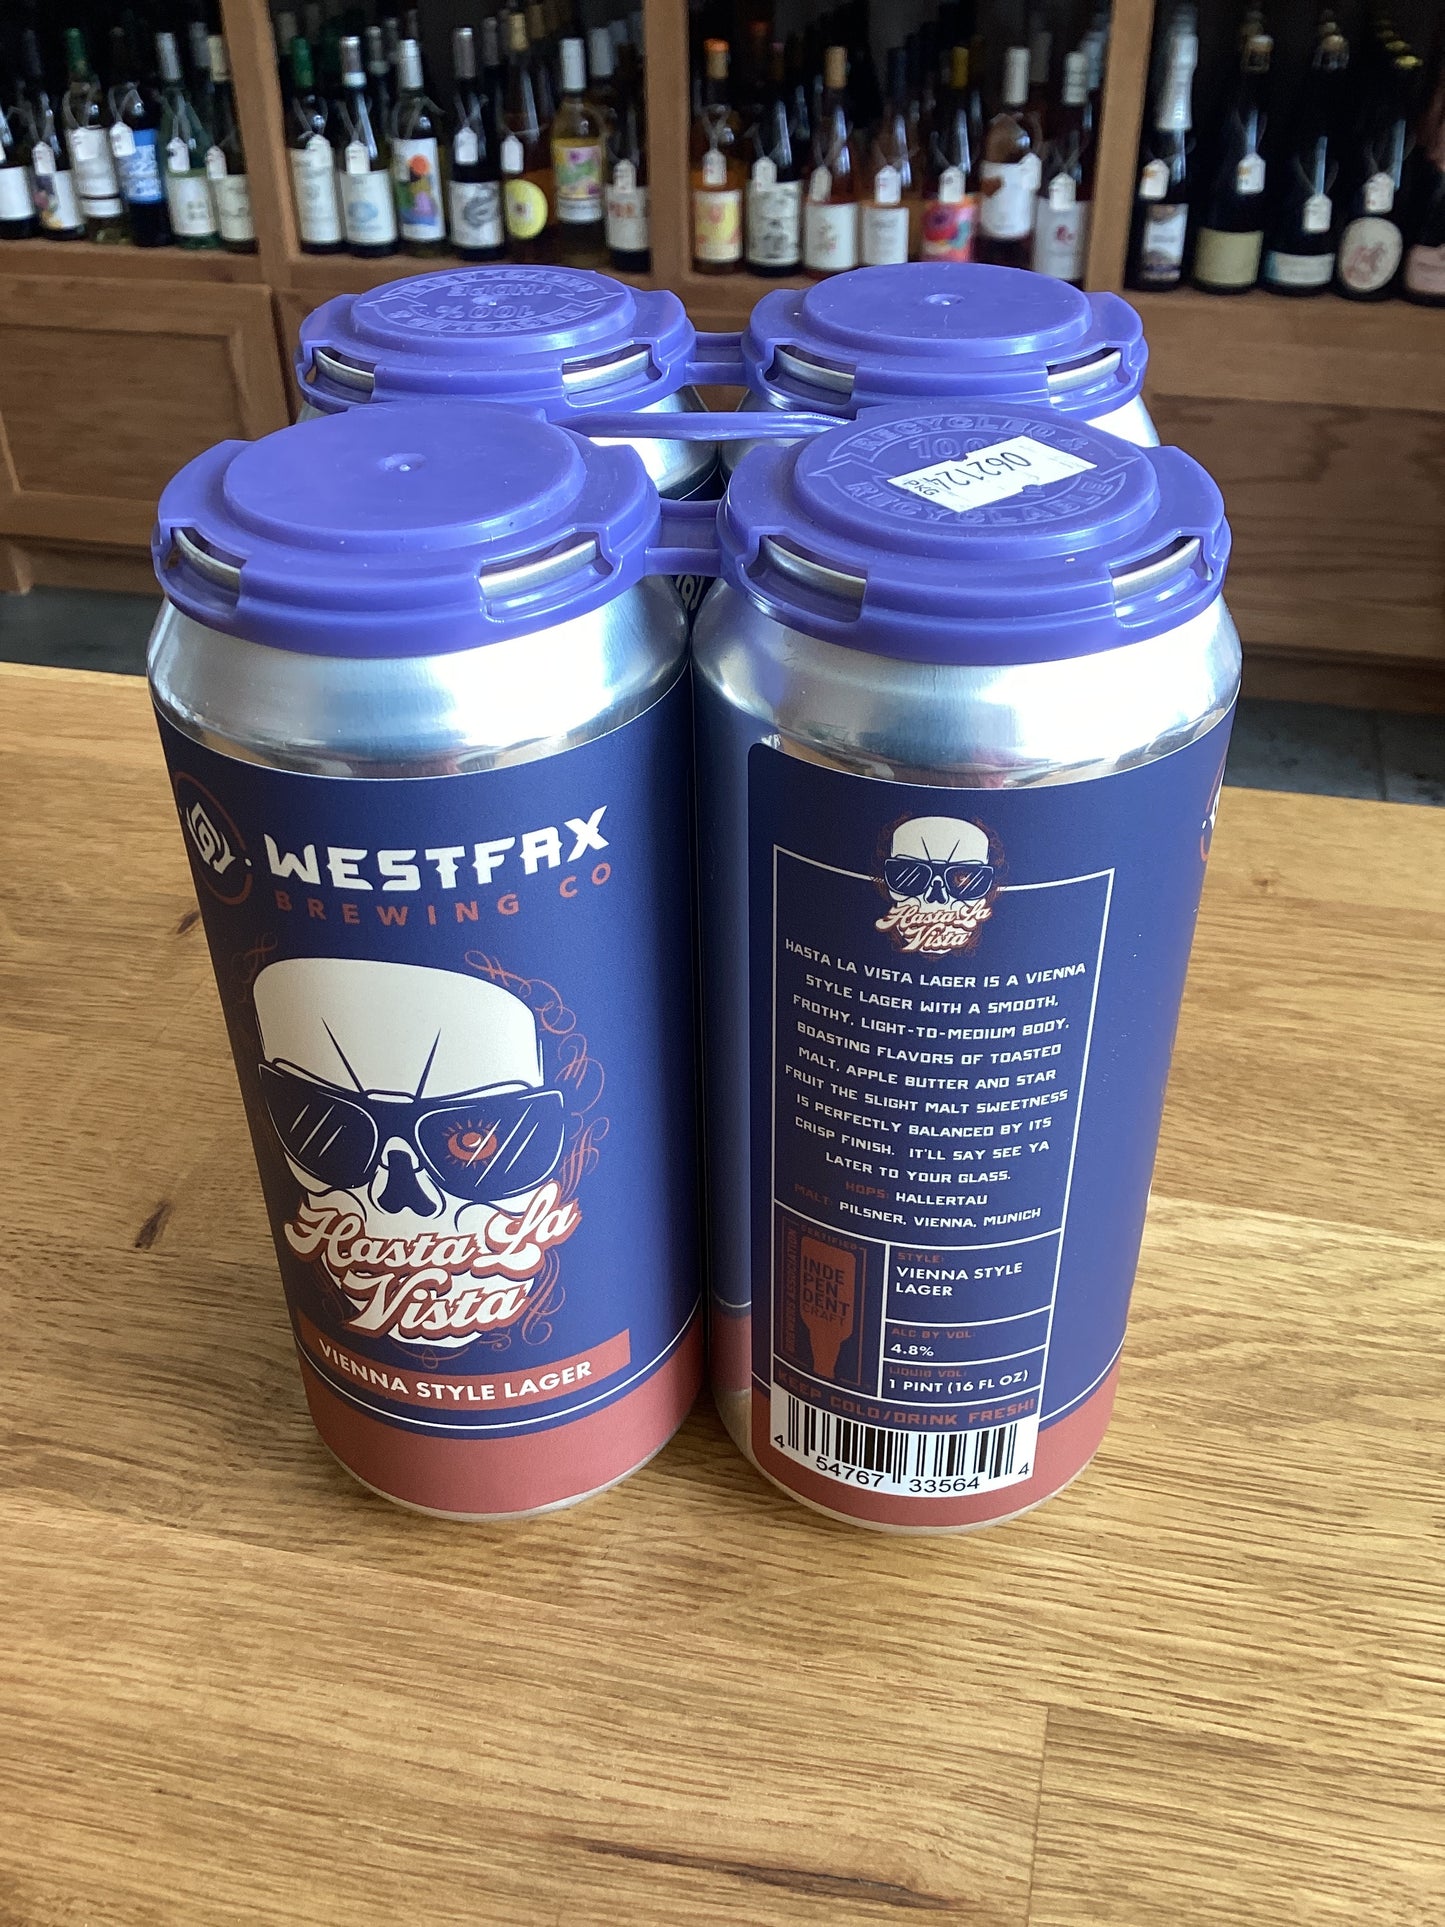 100%
RECYCLED &
100%
RECYCLABLE
062124
PKG
WESTFAX
BREWING CO
Hasta La
Vista
VIENNA STYLE LAGER
Hasta La
Vista
HASTA LA VISTA LAGER IS A VIENNA
STYLE LAGER WITH A SMOOTH,
FROTHY, LIGHT-TO-MEDIUM BODY,
BOASTING FLAVORS OF TOASTED
MALT, APPLE BUTTER AND STAR
FRUIT THE SLIGHT MALT SWEETNESS
IS PERFECTLY BALANCED BY ITS
CRISP FINISH. IT'LL SAY SEE YA
LATER TO YOUR GLASS.
HOPS: HALLERTAU
MALT: PILSNER, VIENNA, MUNICH
BREWERS ASSOCIATION
CERTIFIED
INDE
PEN
DENT
CRAFT
STYLE:
VIENNA STYLE
LAGER
ALC BY VOL:
4.8%
LIQUID VOL:
1 PINT (16 FL OZ)
KEEP COLD/DRINK FRESH!
4 54767 33564 4